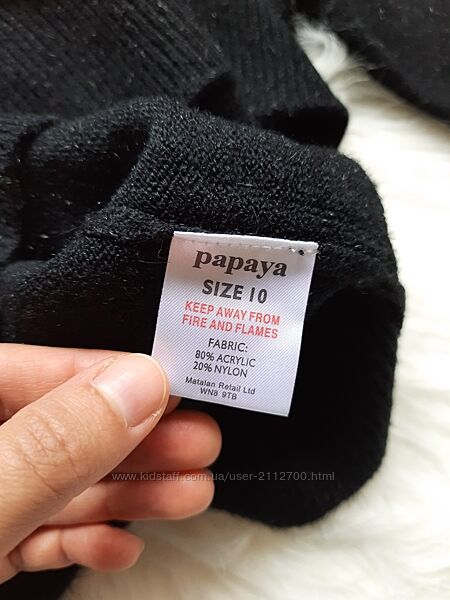 papaya
SIZE 10
KEEP AWAY FROM
FIRE AND FLAMES
FABRIC:
80% ACRYLIC
20% NYLON
Matalan Retail Ltd
WN8 9TB
www.kidstaff.com.ua/user-2112700.html